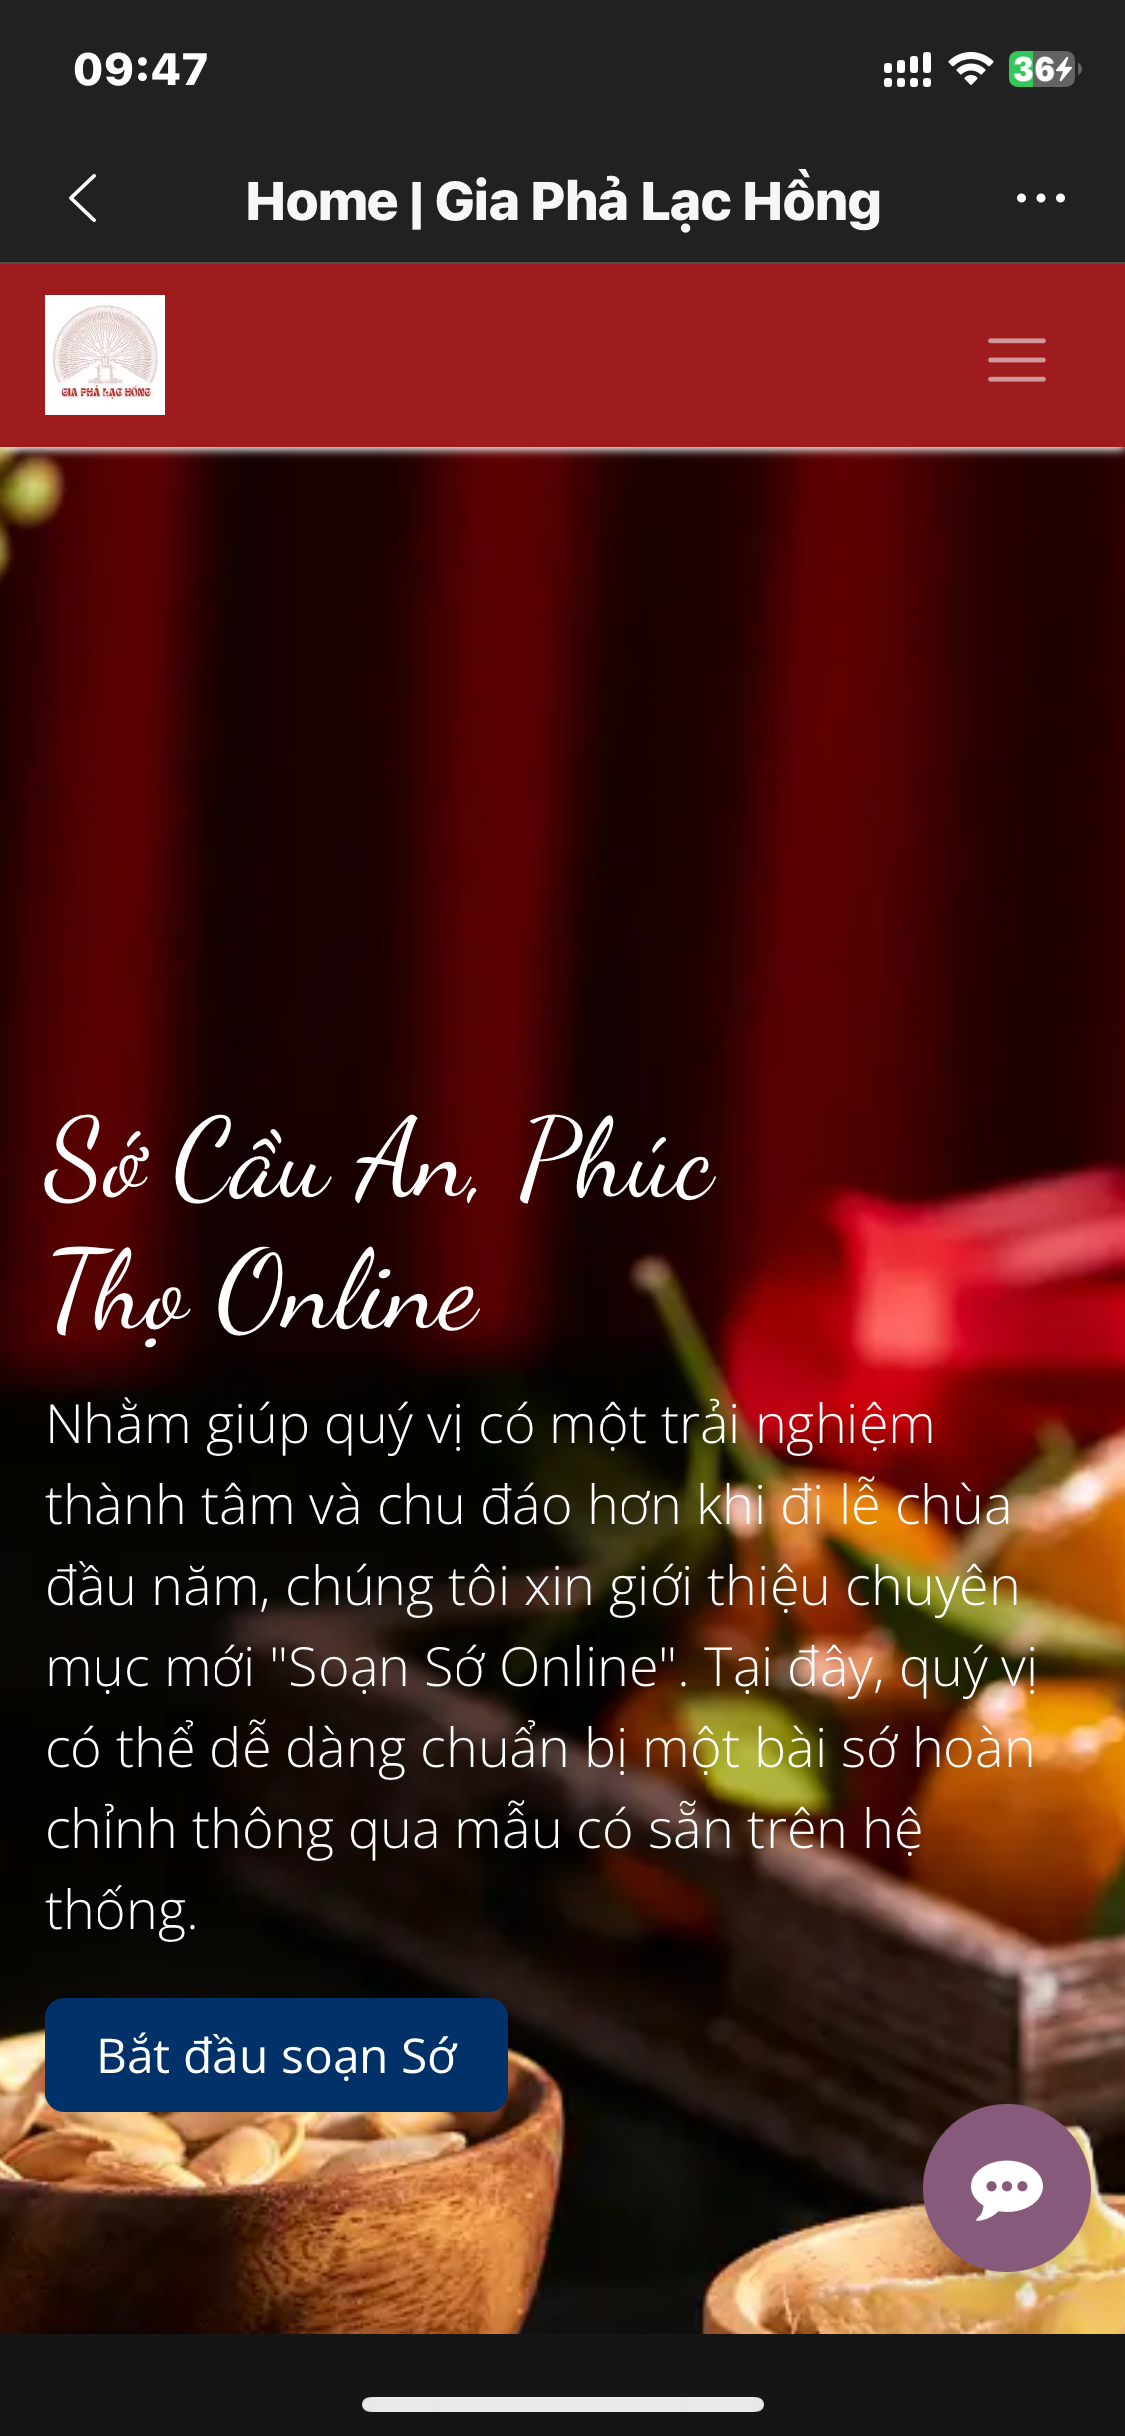 09:47
36
Home | Gia Phả Lạc Hồng
GIA PHẢ LẠC HỒNG
Sớ Cầu An, Phúc
Thọ Online
Nhằm giúp quý vị có một trải nghiệm
thành tâm và chu đáo hơn khi đi lễ chùa
đầu năm, chúng tôi xin giới thiệu chuyên
mục mới "Soạn Sớ Online". Tại đây, quý vị
có thể dễ dàng chuẩn bị một bài sớ hoàn
chỉnh thông qua mẫu có sẵn trên hệ
thống.
Bắt đầu soạn Sớ